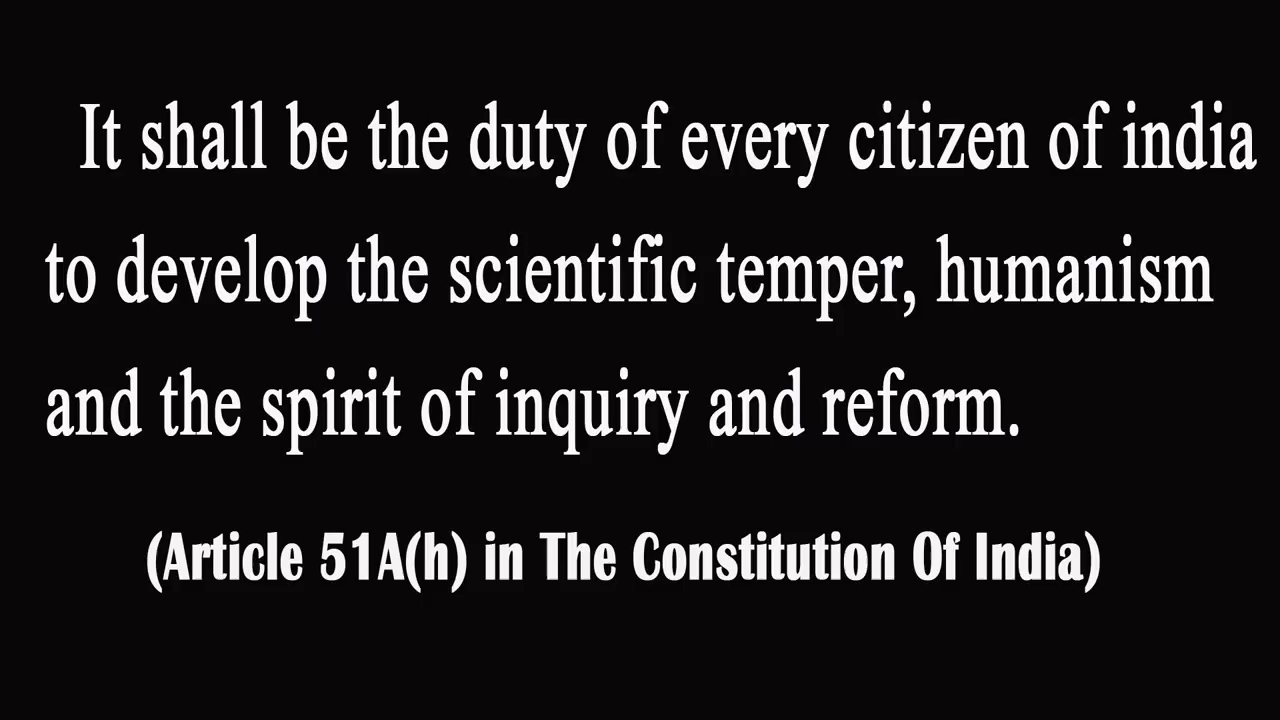 It shall be the duty of every citizen of india
to develop the scientific temper, humanism
and the spirit of inquiry and reform.
(Article 51A(h) in The Constitution Of India)